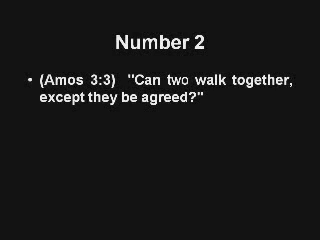 Number 2
• (Amos 3:3) "Can two walk together,
except they be agreed?"